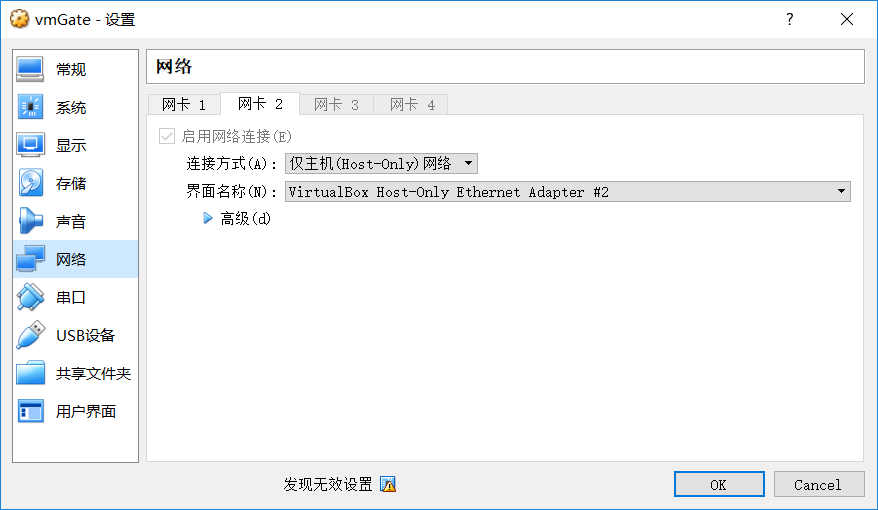 vmGate - 设置
?
常规
系统
显示
存储
声音
网络
串口
USB设备
共享文件夹
用户界面
网络
网卡 1 网卡 2 网卡 3 网卡 4
启用网络连接(E)
连接方式(A): 仅主机(Host-Only)网络
界面名称(N): VirtualBox Host-Only Ethernet Adapter #2
高级(d)
发现无效设置
OK Cancel